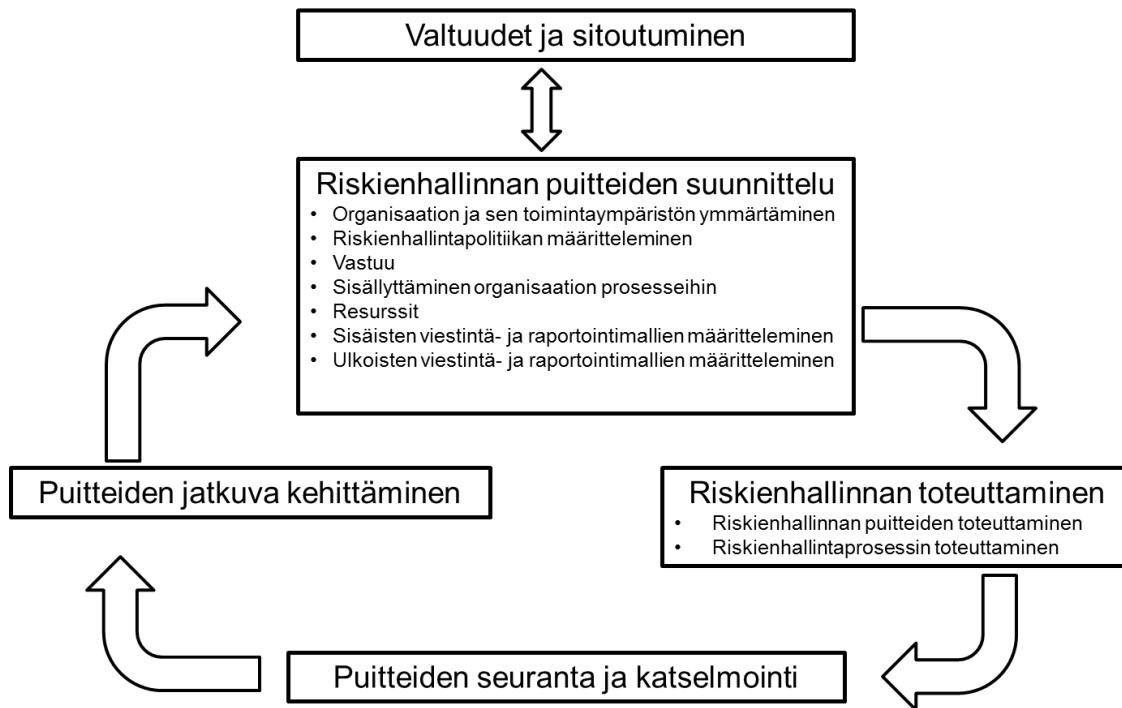 Valtuudet ja sitoutuminen
Riskienhallinnan puitteiden suunnittelu
• Organisaation ja sen toimintaympäristön ymmärtäminen
• Riskienhallintapolitiikan määritteleminen
• Vastuu
• Sisällyttäminen organisaation prosesseihin
• Resurssit
• Sisäisten viestintä- ja raportointimallien määritteleminen
• Ulkoisten viestintä- ja raportointimallien määritteleminen
Puitteiden jatkuva kehittäminen
Riskienhallinnan toteuttaminen
• Riskienhallinnan puitteiden toteuttaminen
• Riskienhallintaprosessin toteuttaminen
Puitteiden seuranta ja katselmointi